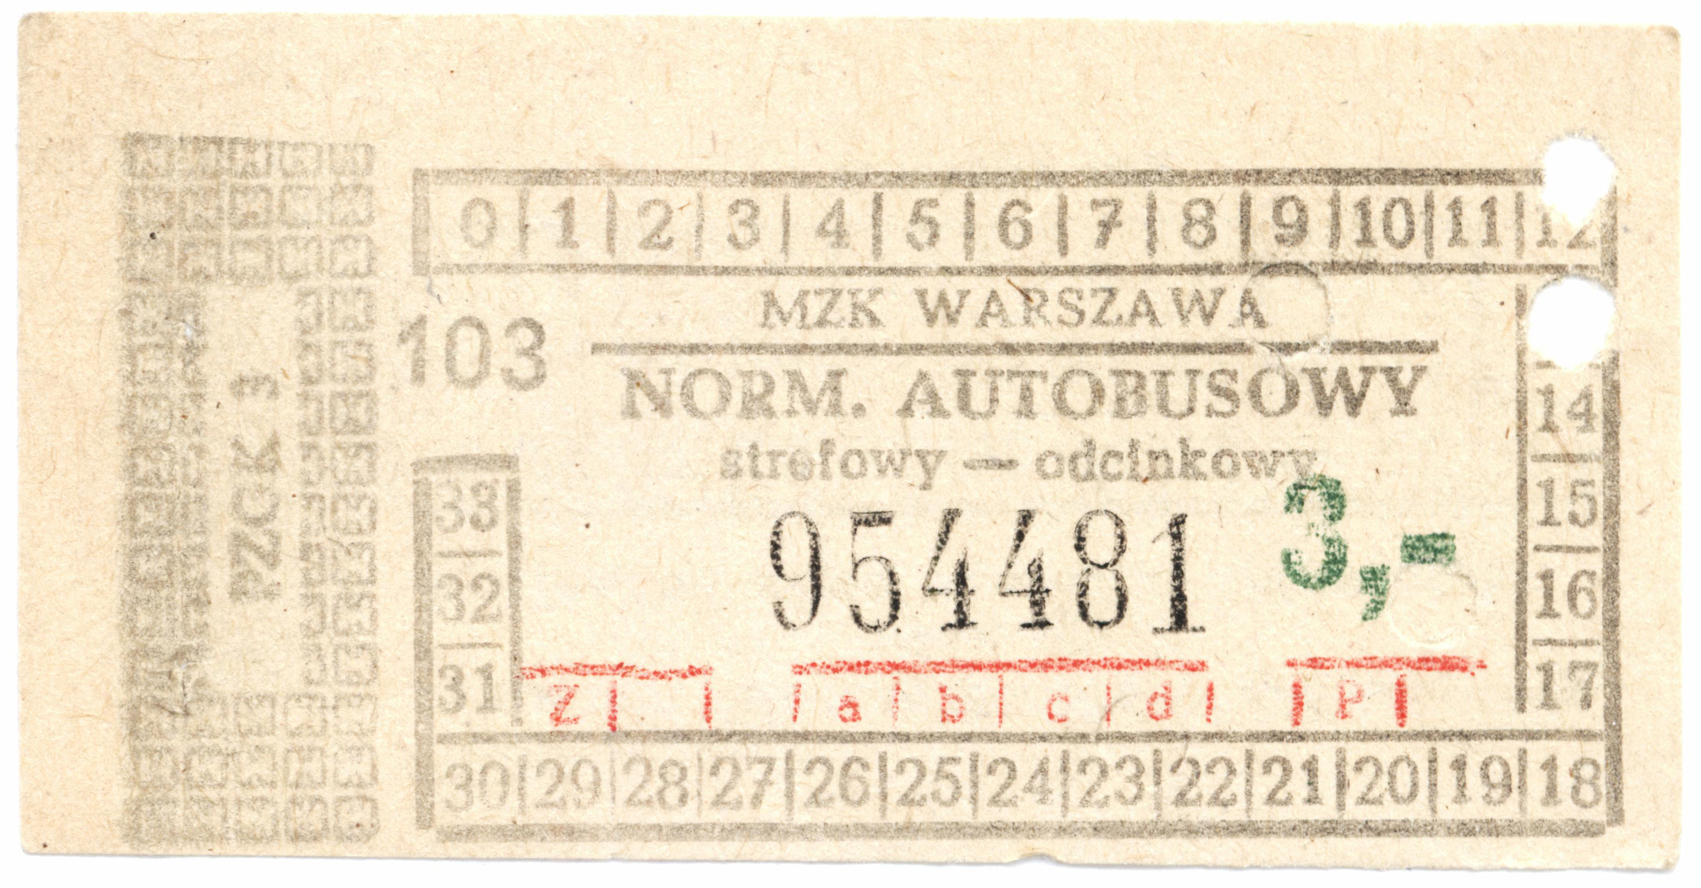 0 1 2 3 4 5 6 7 8 9 10 11 12
MZK WARSZAWA
103
NORM. AUTOBUSOWY
strefowy — odcinkowy
954481 3,-
PZGK 3
33
32
31
14
15
16
17
Z a b c d P
30 29 28 27 26 25 24 23 22 21 20 19 18